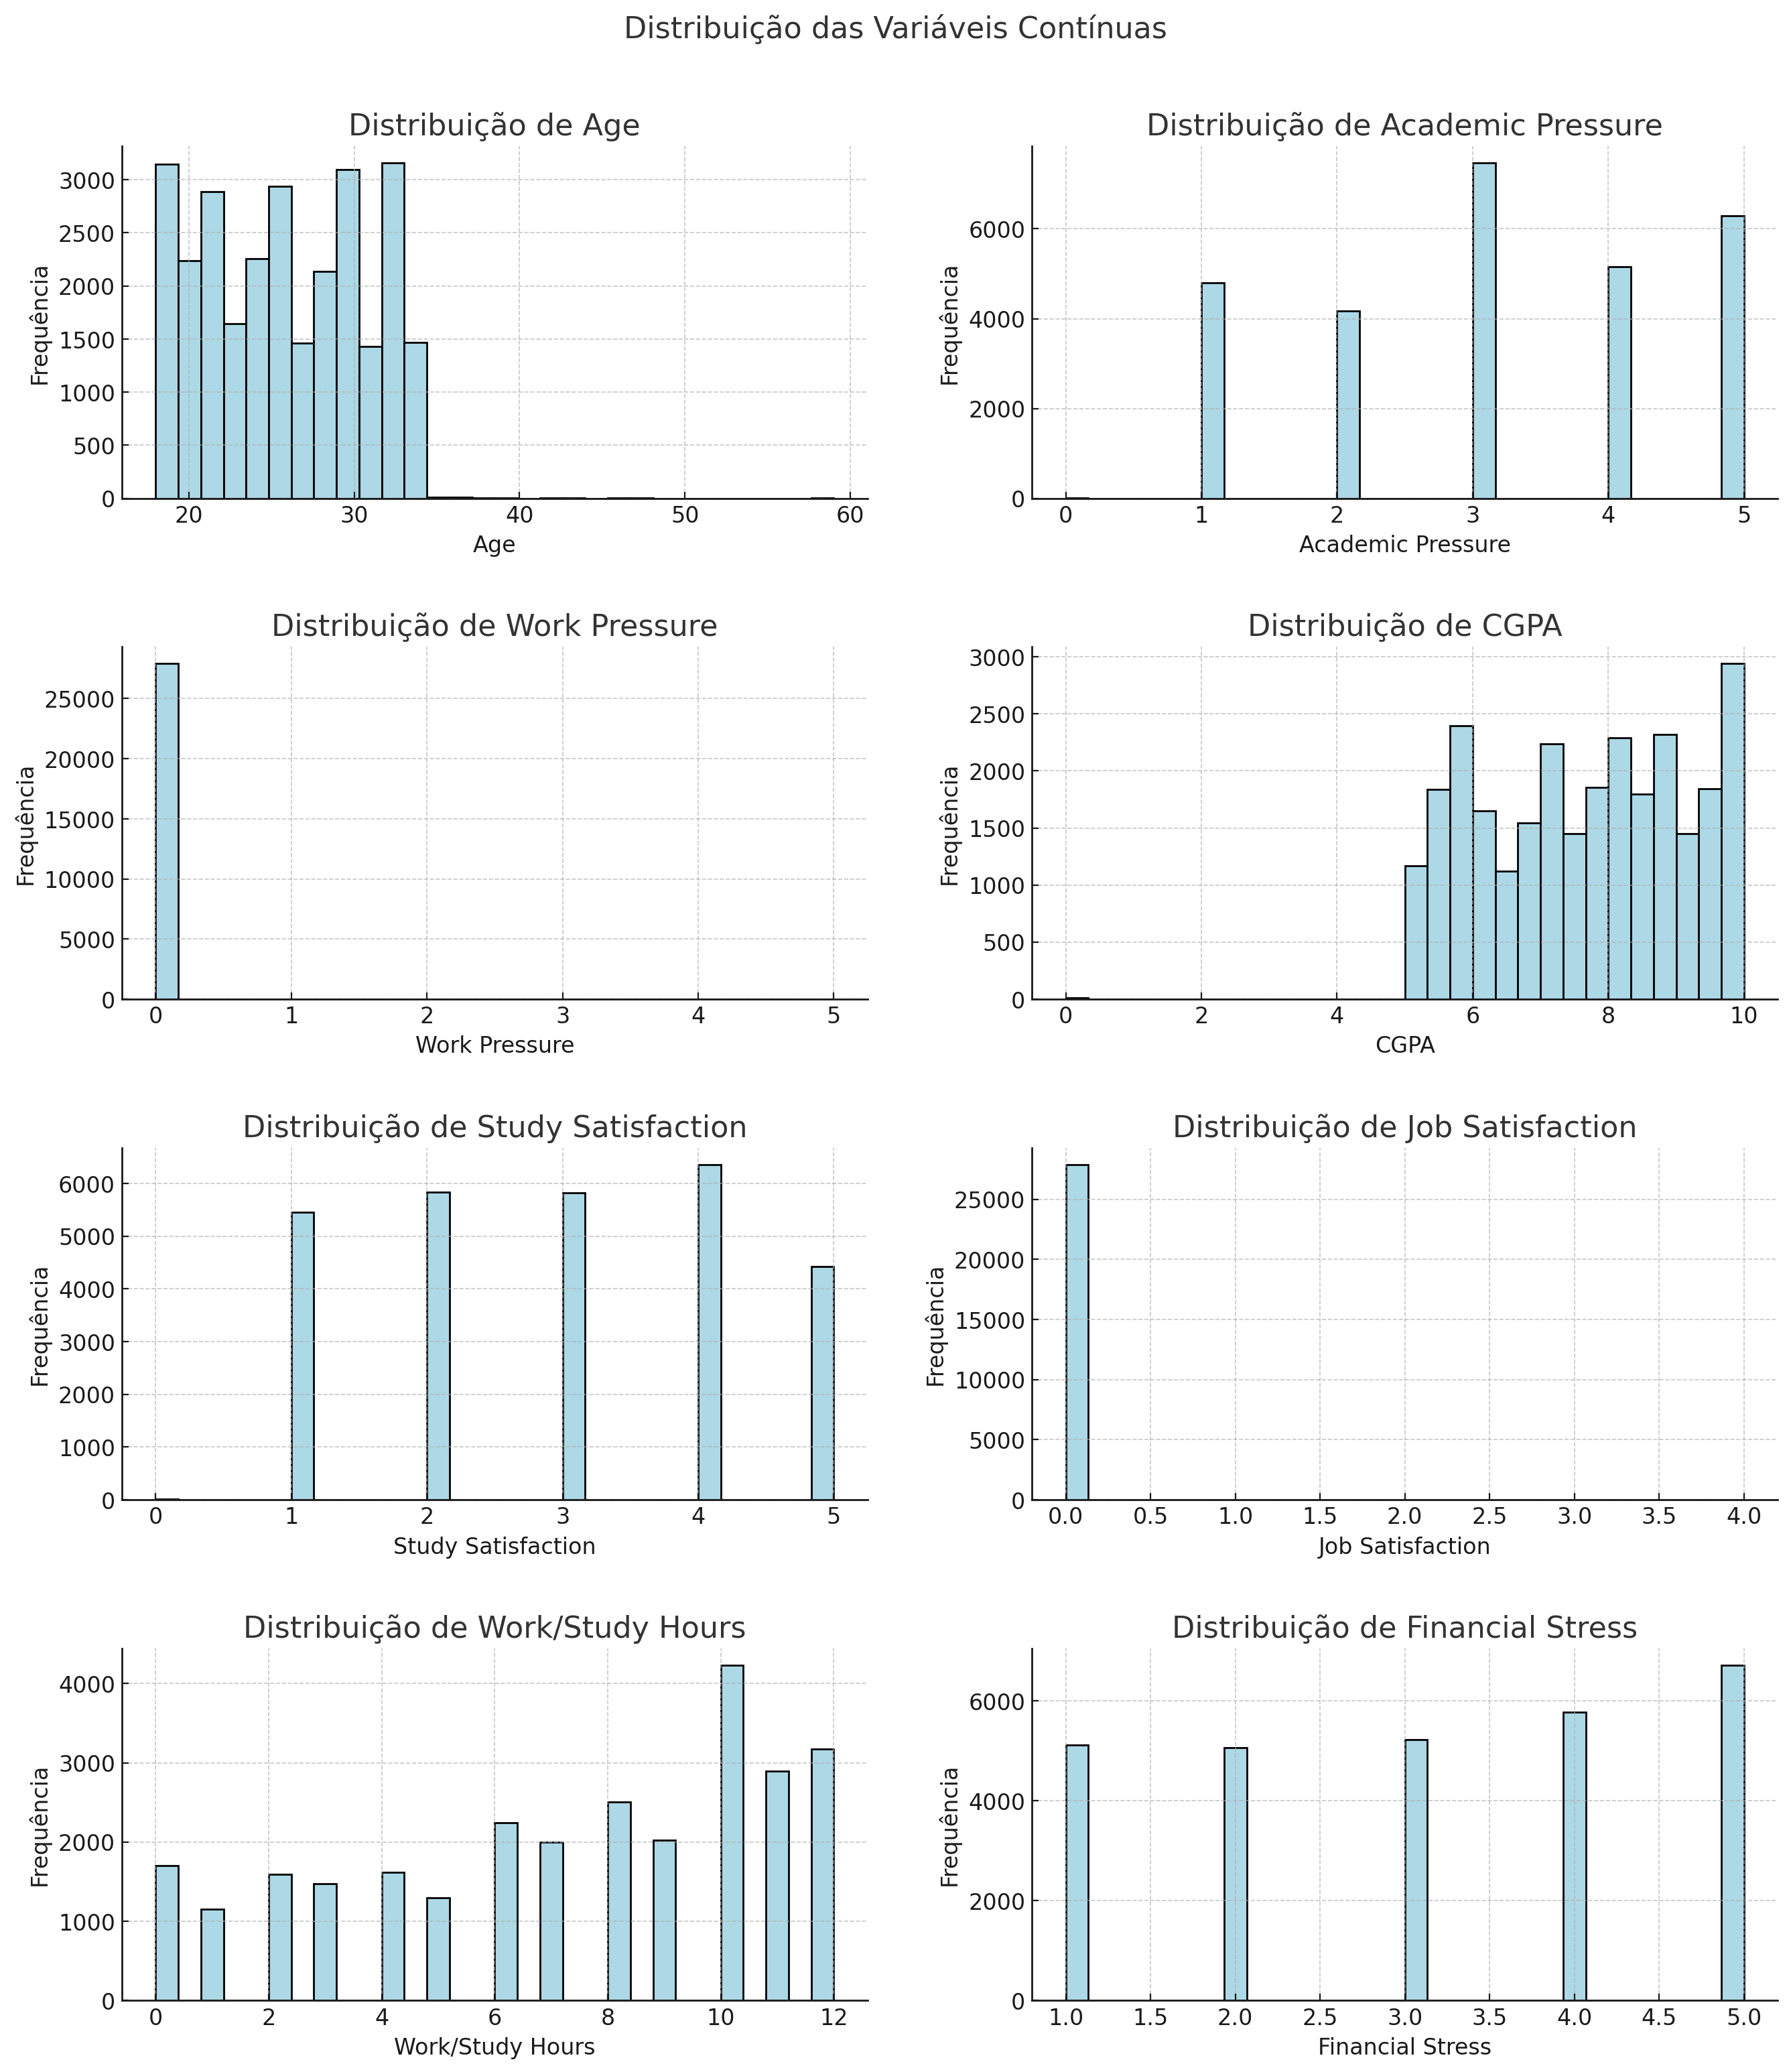 Distribuição das Variáveis Contínuas
Distribuição de Age
Frequência
3000
2500
2000
1500
1000
500
0
20 30 40 50 60
Age
Distribuição de Academic Pressure
Frequência
6000
4000
2000
0
0 1 2 3 4 5
Academic Pressure
Distribuição de Work Pressure
Frequência
25000
20000
15000
10000
5000
0
0 1 2 3 4 5
Work Pressure
Distribuição de CGPA
Frequência
3000
2500
2000
1500
1000
500
0
0 2 4 6 8 10
CGPA
Distribuição de Study Satisfaction
Frequência
6000
5000
4000
3000
2000
1000
0
0 1 2 3 4 5
Study Satisfaction
Distribuição de Job Satisfaction
Frequência
25000
20000
15000
10000
5000
0
0.0 0.5 1.0 1.5 2.0 2.5 3.0 3.5 4.0
Job Satisfaction
Distribuição de Work/Study Hours
Frequência
4000
3000
2000
1000
0
0 2 4 6 8 10 12
Work/Study Hours
Distribuição de Financial Stress
Frequência
6000
4000
2000
0
1.0 1.5 2.0 2.5 3.0 3.5 4.0 4.5 5.0
Financial Stress